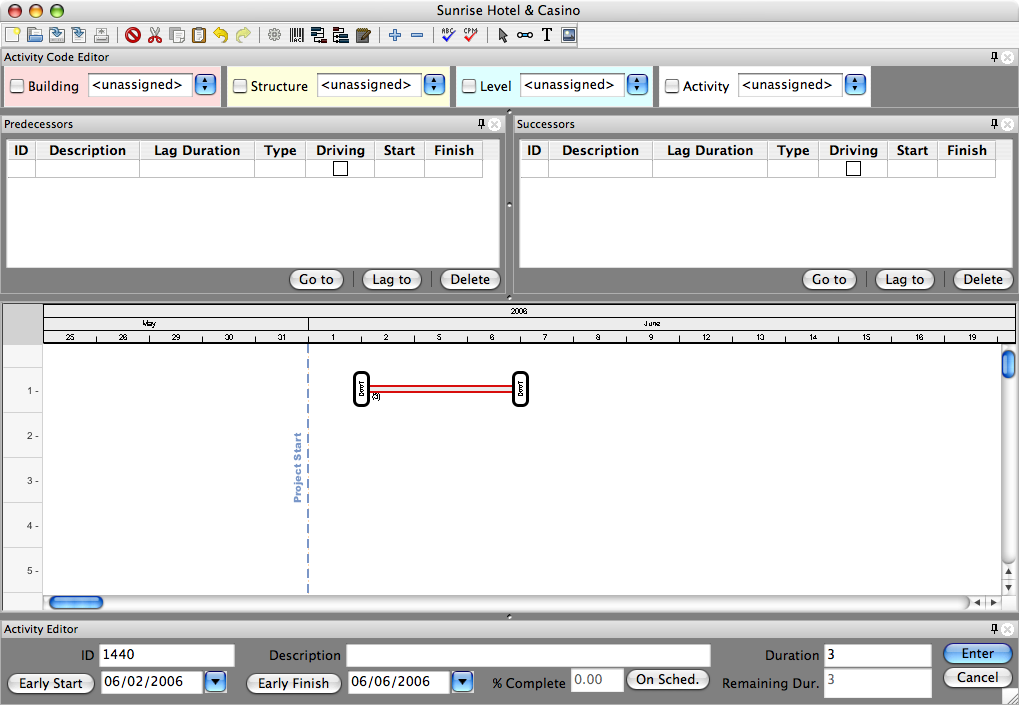 Sunrise Hotel & Casino
ABC CPM T
Activity Code Editor
Building <unassigned> Structure <unassigned> Level <unassigned> Activity <unassigned>
Predecessors Successors
ID Description Lag Duration Type Driving Start Finish ID Description Lag Duration Type Driving Start Finish
Go to Lag to Delete Go to Lag to Delete
2006
May June
25 26 29 30 31 1 2 5 6 7 8 9 12 13 14 15 16 19
1 -
(3)
2 -
Project Start
3 -
4 -
5 -
Activity Editor
ID 1440 Description Duration 3 Enter
Early Start 06/02/2006 Early Finish 06/06/2006 % Complete 0.00 On Sched. Remaining Dur. 3 Cancel